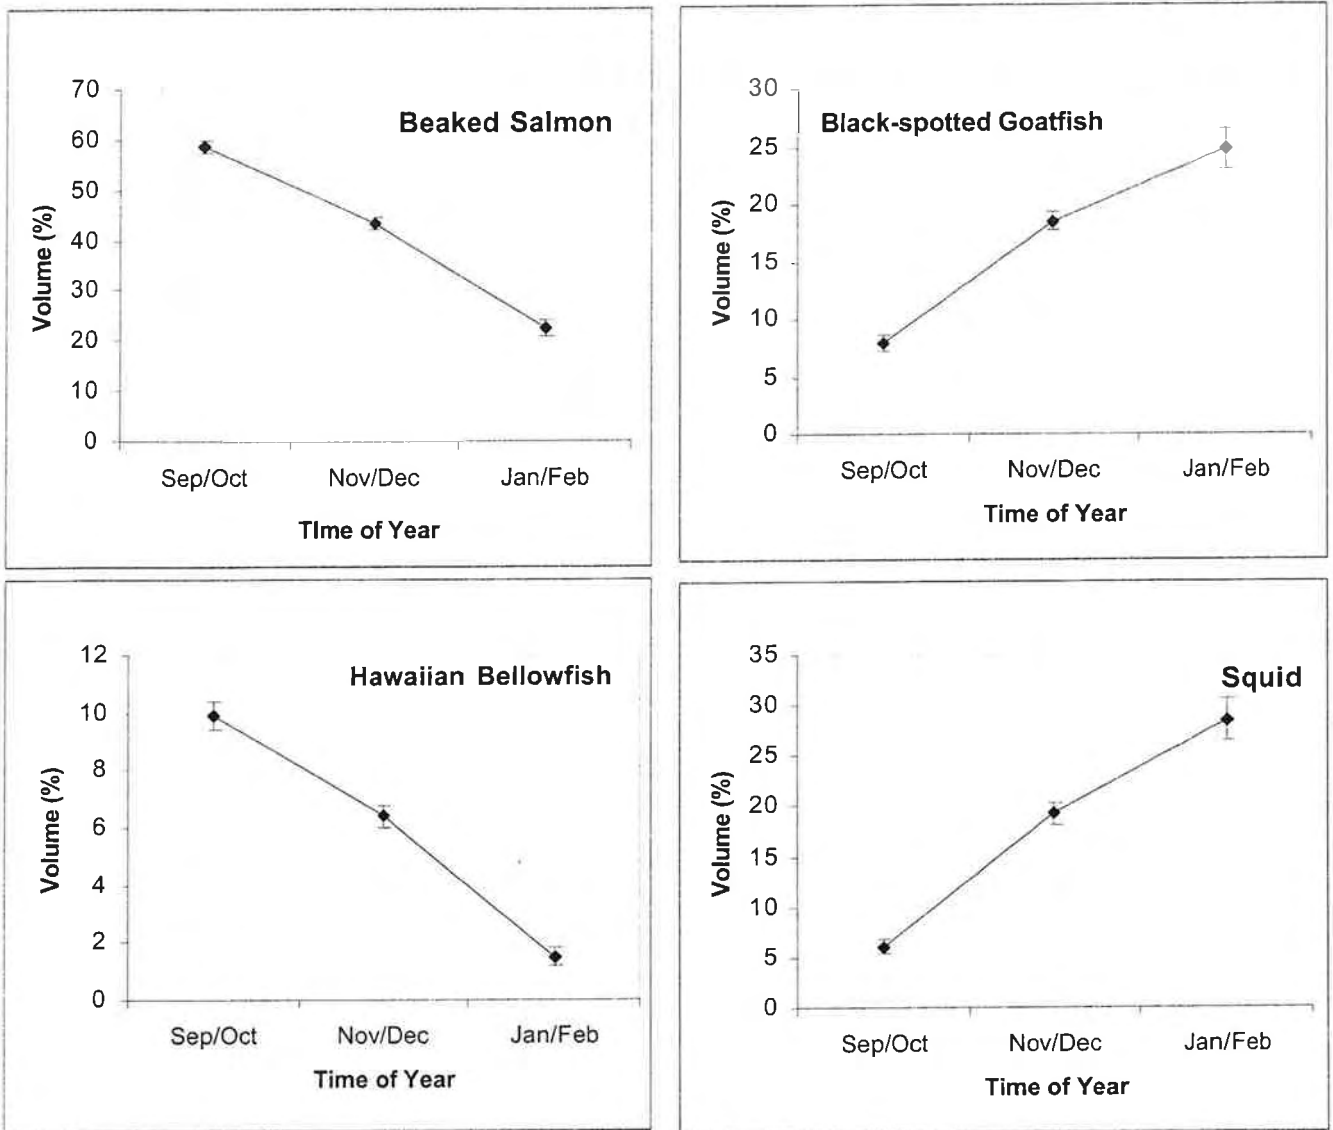 Beaked Salmon
70
60
50
40
30
20
10
0
Volume (%)
Sep/Oct Nov/Dec Jan/Feb
TIme of Year
Black-spotted Goatfish
30
25
20
15
10
5
0
Volume (%)
Sep/Oct Nov/Dec Jan/Feb
Time of Year
Hawaiian Bellowfish
12
10
8
6
4
2
0
Volume (%)
Sep/Oct Nov/Dec Jan/Feb
Time of Year
Squid
35
30
25
20
15
10
5
0
Volume (%)
Sep/Oct Nov/Dec Jan/Feb
Time of Year